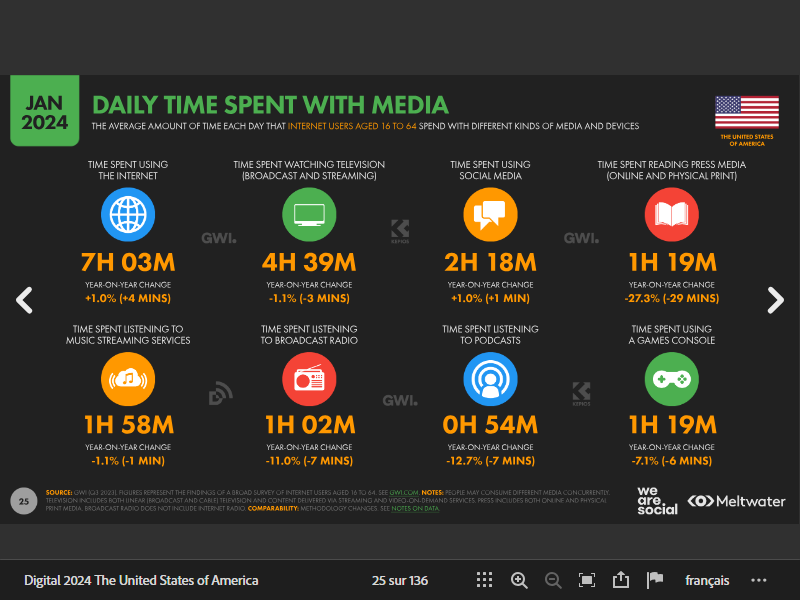 JAN
2024
DAILY TIME SPENT WITH MEDIA
THE AVERAGE AMOUNT OF TIME EACH DAY THAT INTERNET USERS AGED 16 TO 64 SPEND WITH DIFFERENT KINDS OF MEDIA AND DEVICES
THE UNITED STATES
OF AMERICA
TIME SPENT USING
THE INTERNET
7H 03M
YEAR-ON-YEAR CHANGE
+1.0% (+4 MINS)
TIME SPENT WATCHING TELEVISION
(BROADCAST AND STREAMING)
4H 39M
YEAR-ON-YEAR CHANGE
-1.1% (-3 MINS)
TIME SPENT USING
SOCIAL MEDIA
2H 18M
YEAR-ON-YEAR CHANGE
+1.0% (+1 MIN)
TIME SPENT READING PRESS MEDIA
(ONLINE AND PHYSICAL PRINT)
1H 19M
YEAR-ON-YEAR CHANGE
-27.3% (-29 MINS)
GWI.
KEPIOS
GWI.
TIME SPENT LISTENING TO
MUSIC STREAMING SERVICES
1H 58M
YEAR-ON-YEAR CHANGE
-1.1% (-1 MIN)
TIME SPENT LISTENING
TO BROADCAST RADIO
1H 02M
YEAR-ON-YEAR CHANGE
-11.0% (-7 MINS)
TIME SPENT LISTENING
TO PODCASTS
0H 54M
YEAR-ON-YEAR CHANGE
-12.7% (-7 MINS)
TIME SPENT USING
A GAMES CONSOLE
1H 19M
YEAR-ON-YEAR CHANGE
-7.1% (-6 MINS)
GWI.
KEPIOS
25
SOURCE: GWI (Q3 2023). FIGURES REPRESENT THE FINDINGS OF A BROAD SURVEY OF INTERNET USERS AGED 16 TO 64. SEE GWI.COM. NOTES: PEOPLE MAY CONSUME DIFFERENT MEDIA CONCURRENTLY.
TELEVISION INCLUDES BOTH LINEAR (BROADCAST AND CABLE) TELEVISION AND CONTENT DELIVERED VIA STREAMING AND VIDEO-ON-DEMAND SERVICES. PRESS INCLUDES BOTH ONLINE AND PHYSICAL
PRINT MEDIA. BROADCAST RADIO DOES NOT INCLUDE INTERNET RADIO. COMPARABILITY: METHODOLOGY CHANGES. SEE NOTES ON DATA.
we
are.
social
Meltwater
Digital 2024 The United States of America
25 sur 136
français